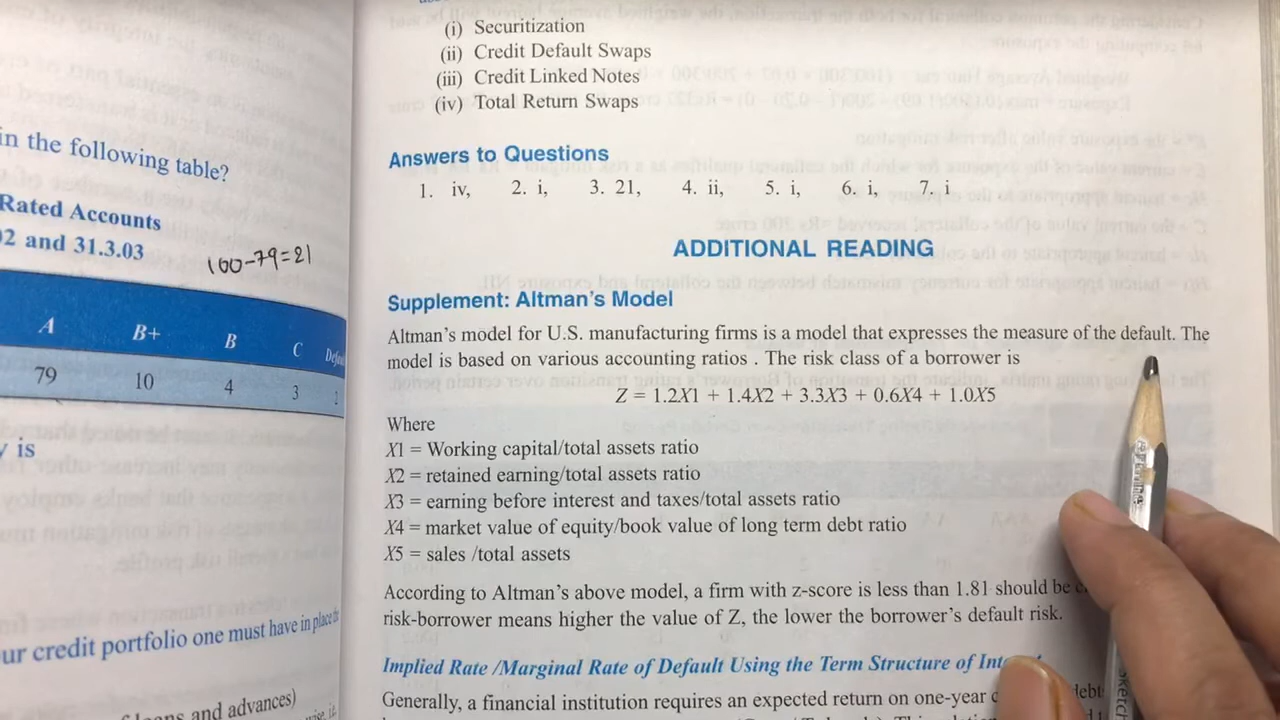 in the following table?
Rated Accounts
02 and 31.3.03
100-79=21
A B+ B C
79 10 4 3
is
ur credit portfolio one must have in place
and advances)
(i) Securitization
(ii) Credit Default Swaps
(iii) Credit Linked Notes
(iv) Total Return Swaps
Answers to Questions
1. iv, 2. i, 3. 21, 4. ii, 5. i, 6. i, 7. i
ADDITIONAL READING
Supplement: Altman's Model
Altman's model for U.S. manufacturing firms is a model that expresses the measure of the default. The
model is based on various accounting ratios . The risk class of a borrower is
Z = 1.2X1 + 1.4X2 + 3.3X3 + 0.6X4 + 1.0X5
Where
X1 = Working capital/total assets ratio
X2 = retained earning/total assets ratio
X3 = earning before interest and taxes/total assets ratio
X4 = market value of equity/book value of long term debt ratio
X5 = sales /total assets
According to Altman's above model, a firm with z-score is less than 1.81 should be
risk-borrower means higher the value of Z, the lower the borrower's default risk.
Implied Rate /Marginal Rate of Default Using the Term Structure of
Generally, a financial institution requires an expected return on one-year debt